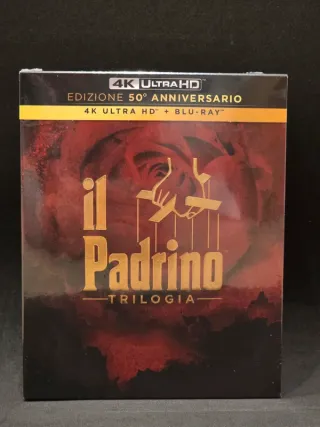 4K ULTRA HD
EDIZIONE 50° ANNIVERSARIO
4K ULTRA HD + BLU-RAY
il
Padrino
TRILOGIA